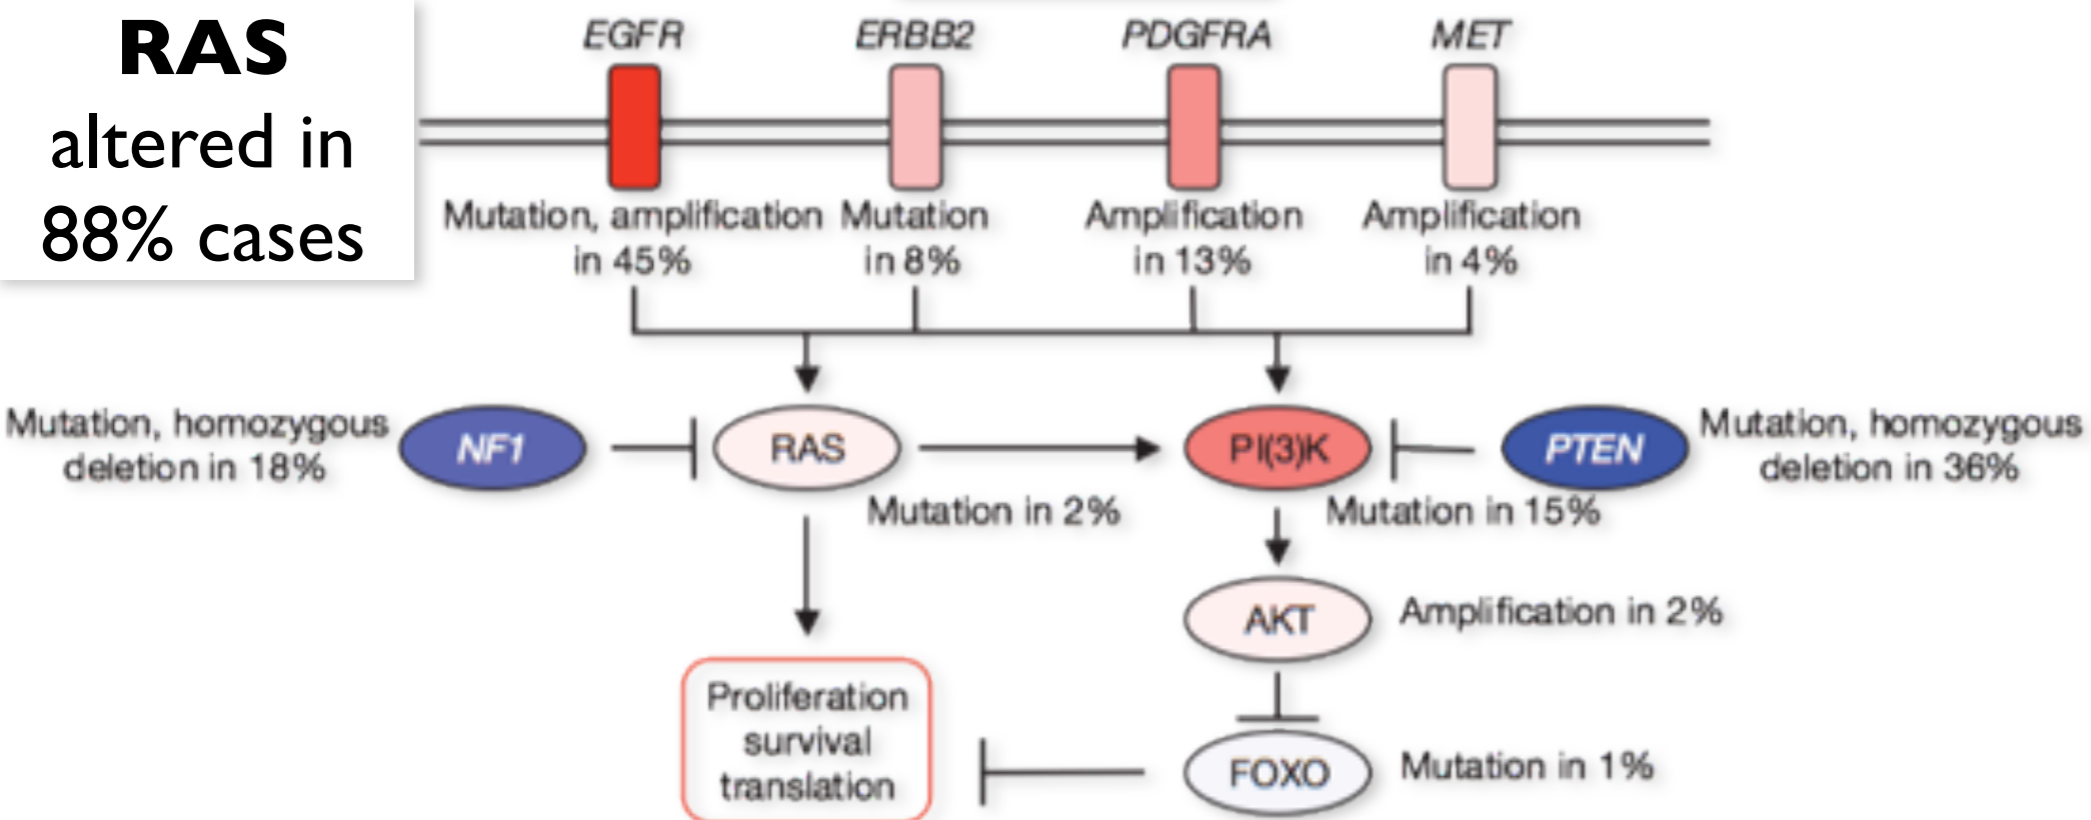 RAS
altered in
88% cases
EGFR
ERBB2
PDGFRA
MET
Mutation, amplification
in 45%
Mutation
in 8%
Amplification
in 13%
Amplification
in 4%
Mutation, homozygous
deletion in 18%
NF1
RAS
Mutation in 2%
PI(3)K
Mutation in 15%
PTEN
Mutation, homozygous
deletion in 36%
AKT
Amplification in 2%
Proliferation
survival
translation
FOXO
Mutation in 1%